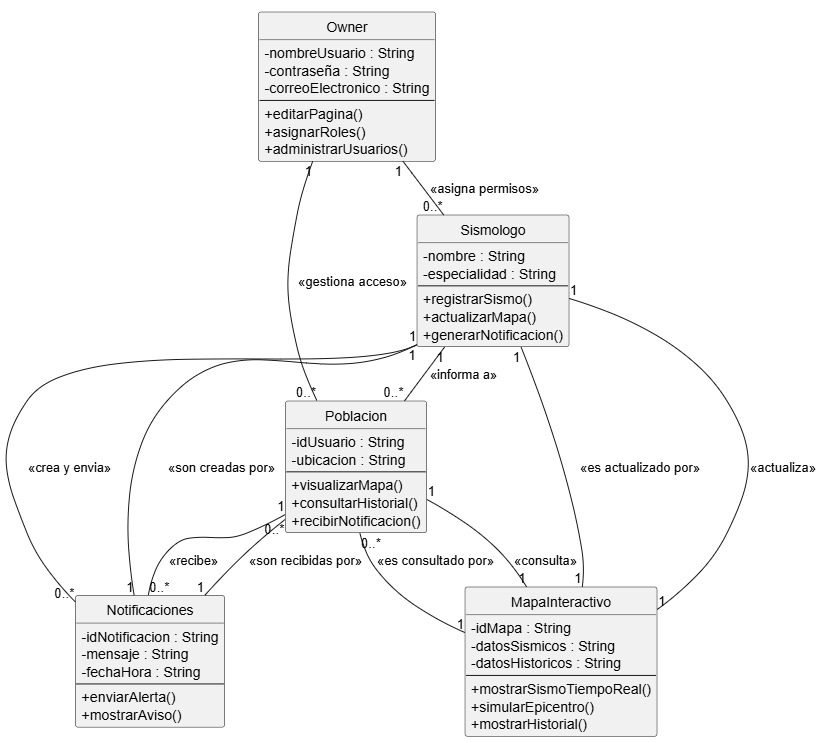 Owner
-nombreUsuario : String
-contraseña : String
-correoElectronico : String
+editarPagina()
+asignarRoles()
+administrarUsuarios()
1
1
«asigna permisos»
0..*
Sismologo
-nombre : String
-especialidad : String
+registrarSismo()
+actualizarMapa()
+generarNotificacion()
«gestiona acceso»
1
1
1
1
1
«informa a»
0..*
0..*
Poblacion
-idUsuario : String
-ubicacion : String
+visualizarMapa()
+consultarHistorial()
+recibirNotificacion()
«crea y envia»
«son creadas por»
«es actualizado por»
«actualiza»
1
1
0..*
0..*
«recibe»
«son recibidas por»
«es consultado por»
«consulta»
0..*
1
0..*
1
1
1
1
1
Notificaciones
-idNotificacion : String
-mensaje : String
-fechaHora : String
+enviarAlerta()
+mostrarAviso()
MapaInteractivo
-idMapa : String
-datosSismicos : String
-datosHistoricos : String
+mostrarSismoTiempoReal()
+simularEpicentro()
+mostrarHistorial()